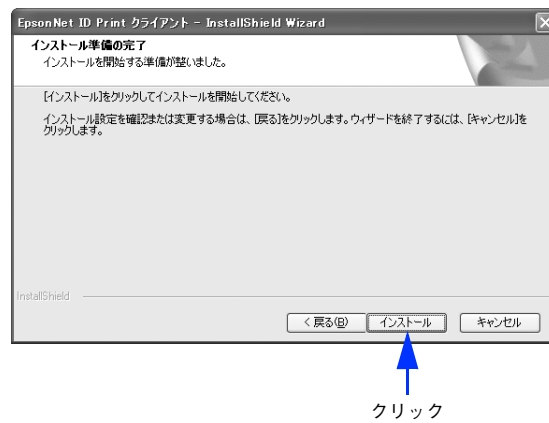 EpsonNet ID Print クライアント - InstallShield Wizard
インストール準備の完了
インストールを開始する準備が整いました。
[インストール]をクリックしてインストールを開始してください。
インストール設定を確認または変更する場合は、[戻る]をクリックします。ウィザードを終了するには、[キャンセル]を
クリックします。
InstallShield
< 戻る(B)
インストール
キャンセル
クリック